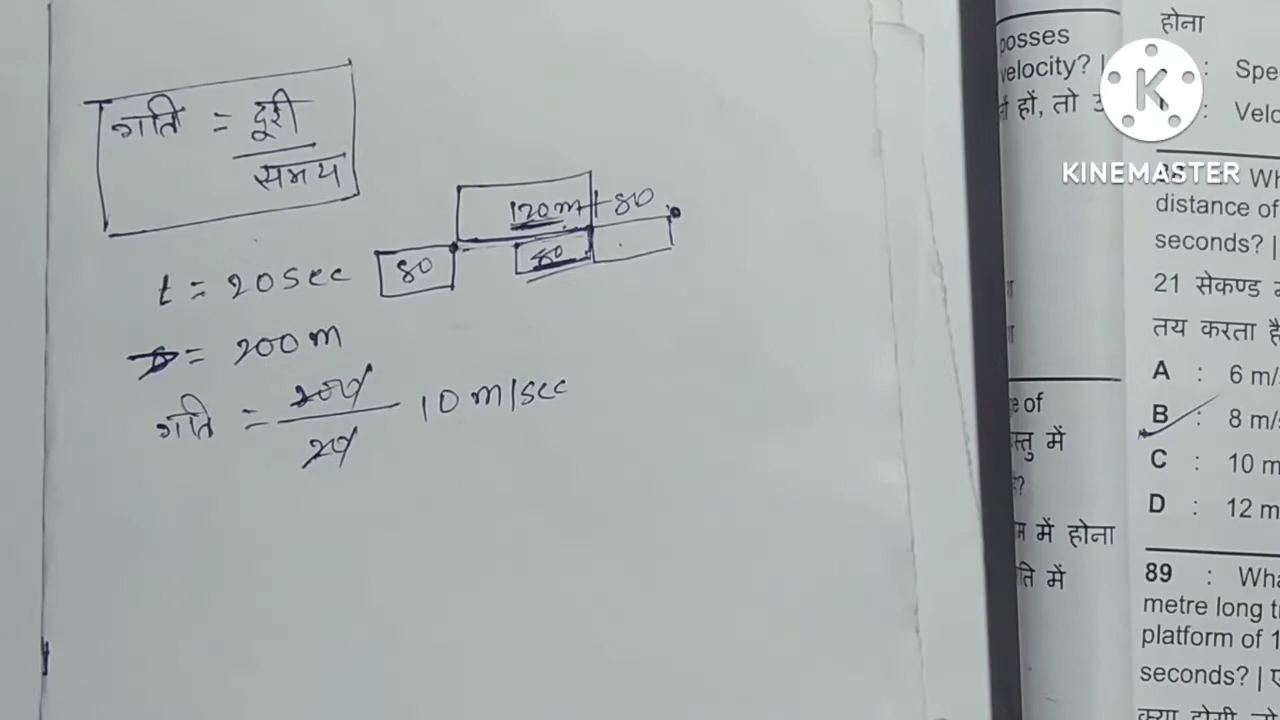 गति = दूरी
समय
120m + 80
t = 20 sec
80
80
D = 200 m
गति = 200
20
10 m/sec
posses
velocity? |
हों, तो
होना
: Spe
: Velo
KINEMASTER
distance of
seconds? |
21 सेकण्ड
तय करता है
A : 6 m/
B : 8 m/s
C : 10 m
D : 12 m
e of
स्तु में
है?
में होना
ति में
89 : Wha
metre long t
platform of 1
seconds? | ए
क्या होगी